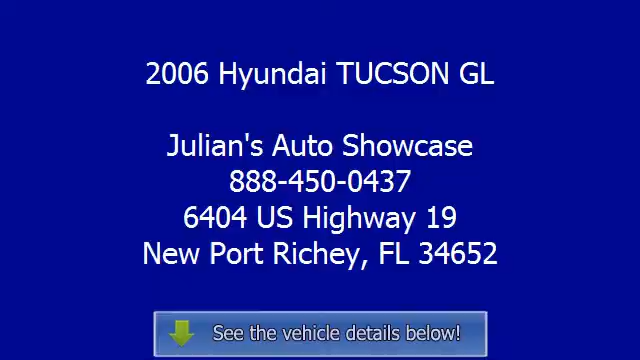 2006 Hyundai TUCSON GL
Julian's Auto Showcase
888-450-0437
6404 US Highway 19
New Port Richey, FL 34652
See the vehicle details below!